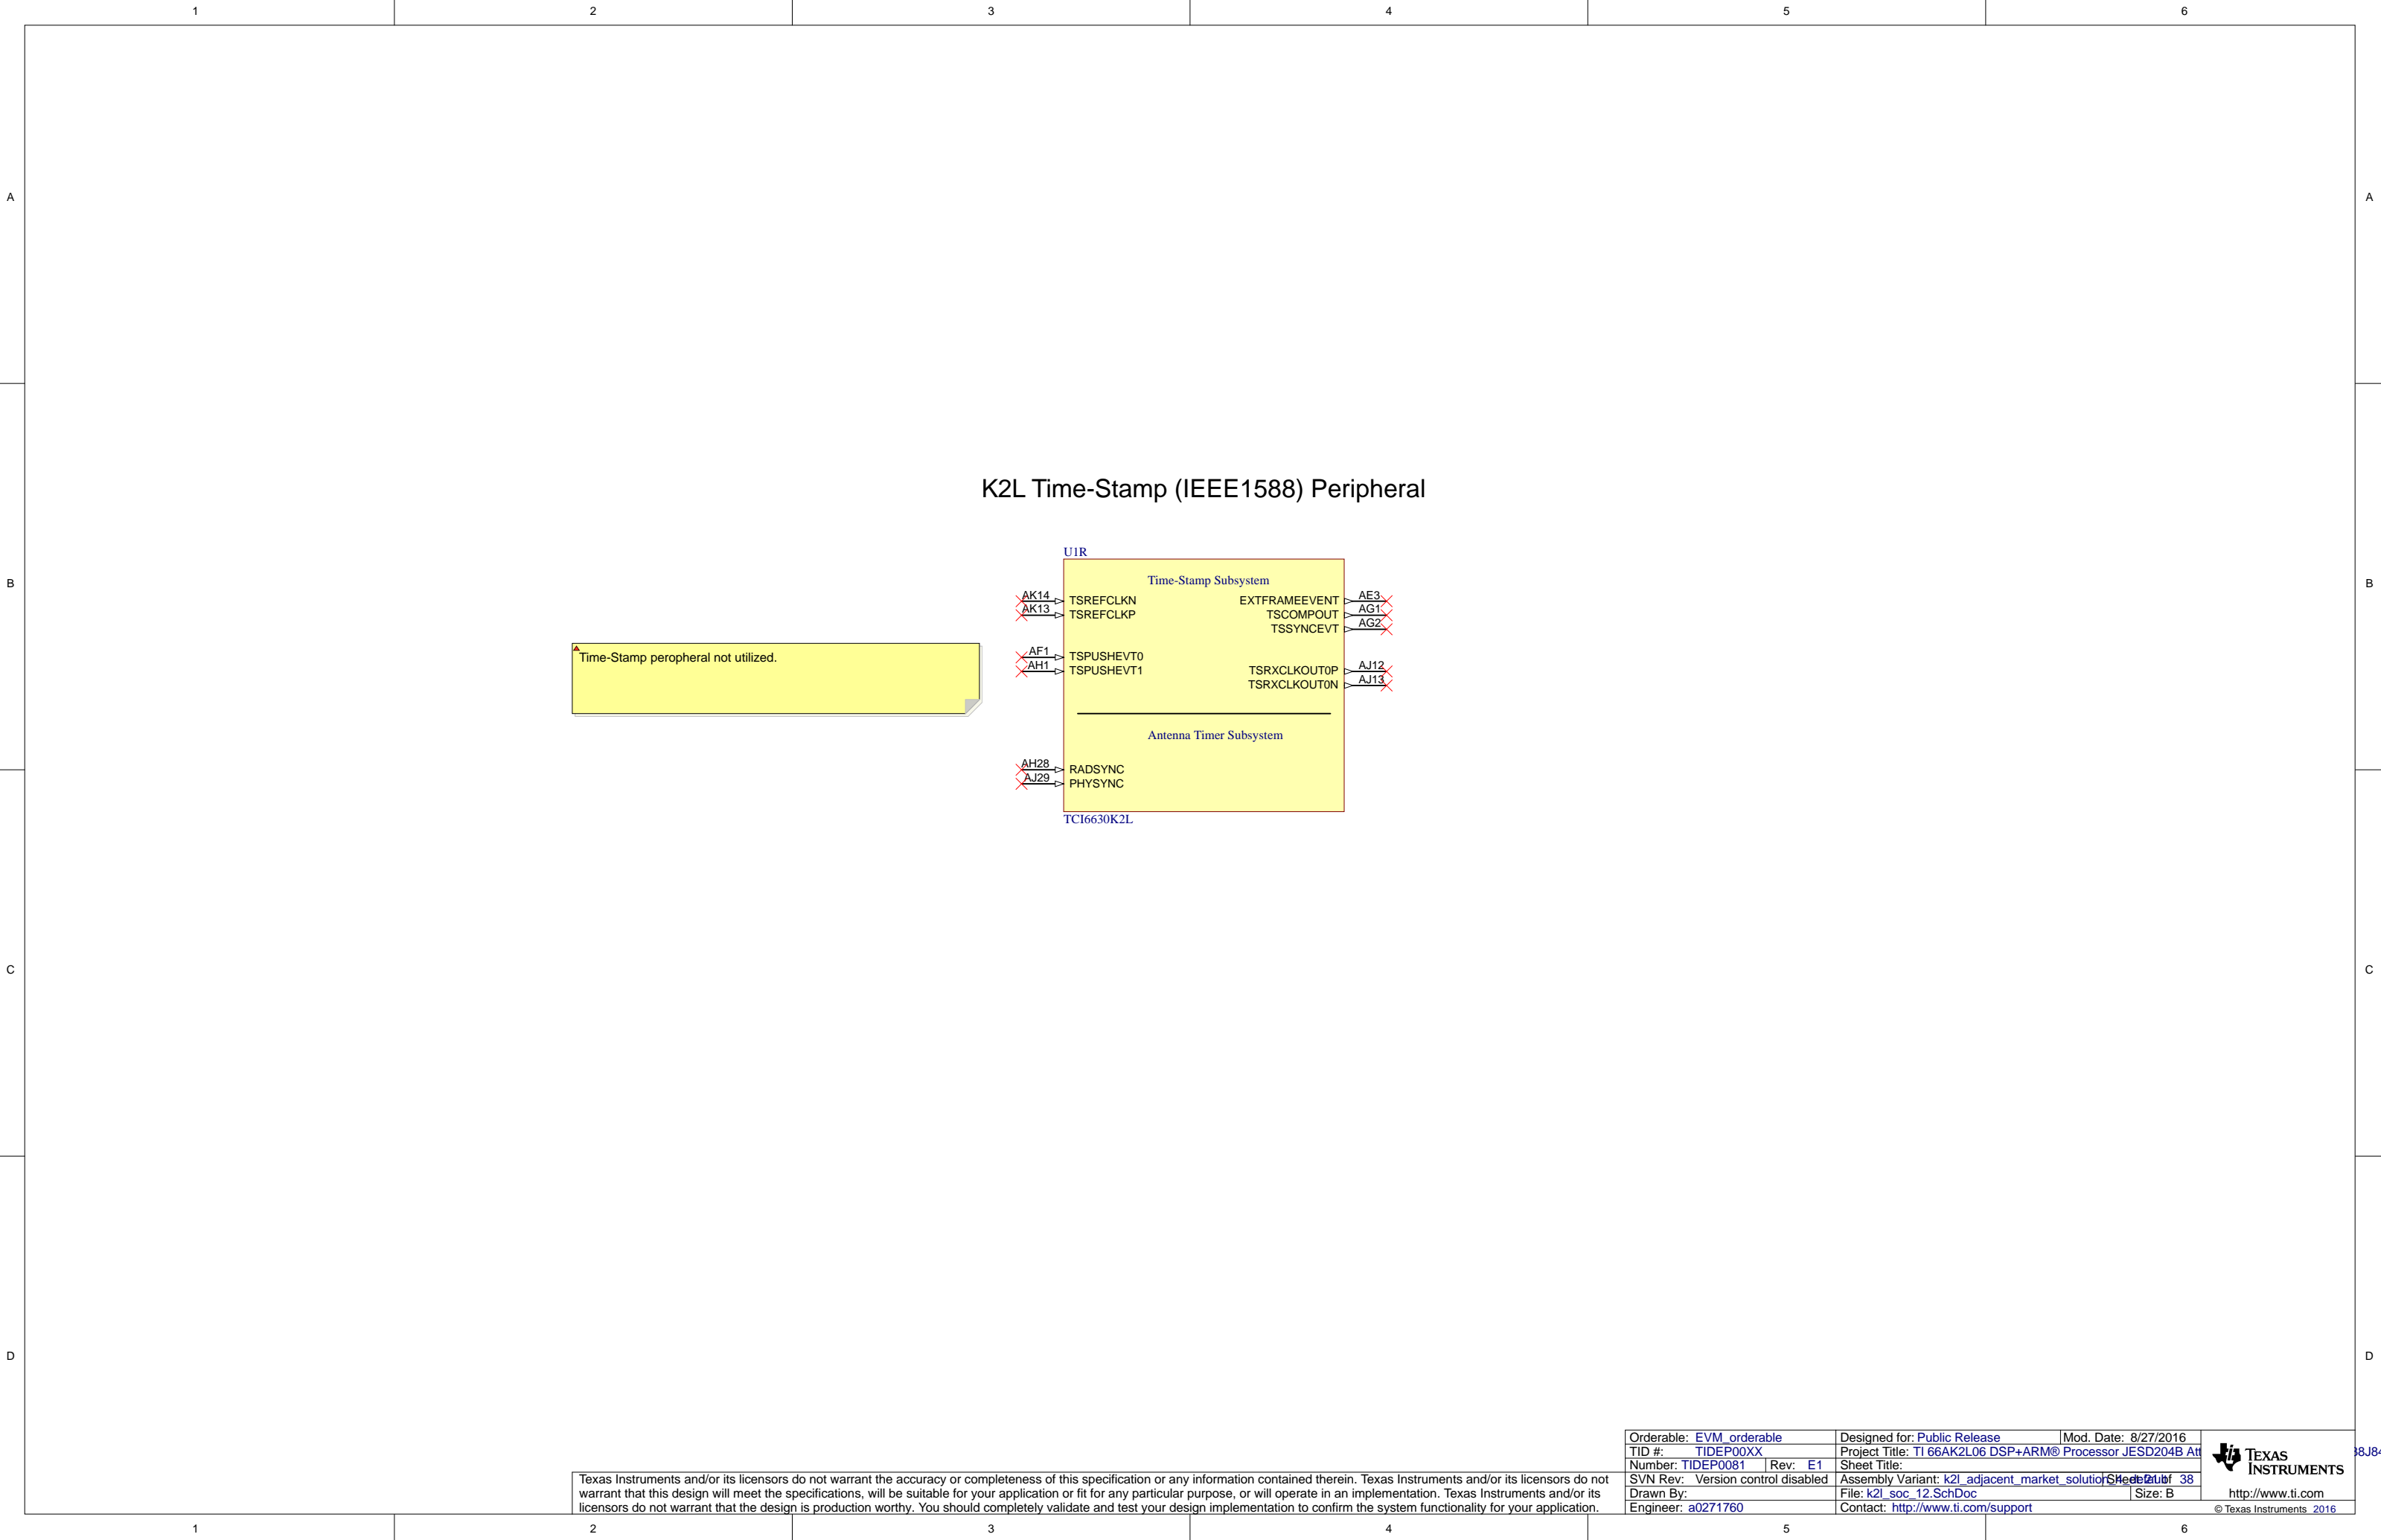 1 2 3 4 5 6
A A
K2L Time-Stamp (IEEE1588) Peripheral
U1R
Time-Stamp Subsystem
B B
AK14 TSREFCLKN EXTFRAMEEVENT AE3
AK13 TSREFCLKP TSCOMPOUT AG1
TSSYNCEVT AG2
Time-Stamp peropheral not utilized.
AF1 TSPUSHEVT0
AH1 TSPUSHEVT1 TSRXCLKOUT0P AJ12
TSRXCLKOUT0N AJ13
Antenna Timer Subsystem
AH28 RADSYNC
AJ29 PHYSYNC
TCI6630K2L
C C
D D
Texas Instruments and/or its licensors do not warrant the accuracy or completeness of this specification or any information contained therein. Texas Instruments and/or its licensors do not
warrant that this design will meet the specifications, will be suitable for your application or fit for any particular purpose, or will operate in an implementation. Texas Instruments and/or its
licensors do not warrant that the design is production worthy. You should completely validate and test your design implementation to confirm the system functionality for your application.
Orderable: EVM_orderable Designed for: Public Release Mod. Date: 8/27/2016
TID #: TIDEP00XX Project Title: TI 66AK2L06 DSP+ARM® Processor JESD204B Att
Number: TIDEP0081 Rev: E1 Sheet Title:
SVN Rev: Version control disabled Assembly Variant: k2l_adjacent_market_solution 38
Drawn By: File: k2l_soc_12.SchDoc Size: B
Engineer: a0271760 Contact: http://www.ti.com/support
TEXAS
INSTRUMENTS
http://www.ti.com
© Texas Instruments 2016
1 2 3 4 5 6